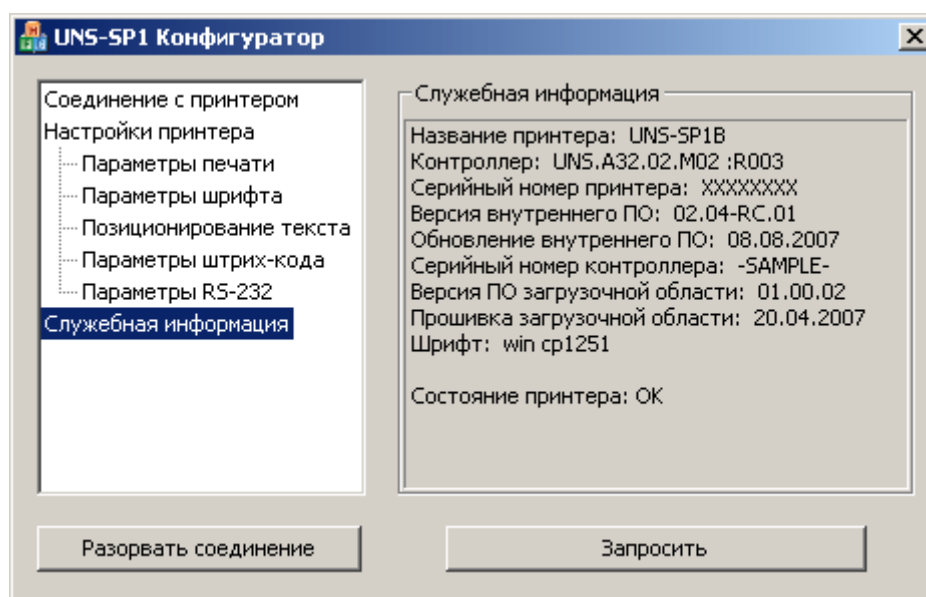 UNS-SP1 Конфигуратор
Соединение с принтером
Настройки принтера
Параметры печати
Параметры шрифта
Позиционирование текста
Параметры штрих-кода
Параметры RS-232
Служебная информация
Служебная информация
Название принтера: UNS-SP1B
Контроллер: UNS.A32.02.M02 :R003
Серийный номер принтера: XXXXXXXX
Версия внутреннего ПО: 02.04-RC.01
Обновление внутреннего ПО: 08.08.2007
Серийный номер контроллера: -SAMPLE-
Версия ПО загрузочной области: 01.00.02
Прошивка загрузочной области: 20.04.2007
Шрифт: win cp1251
Состояние принтера: OK
Разорвать соединение
Запросить